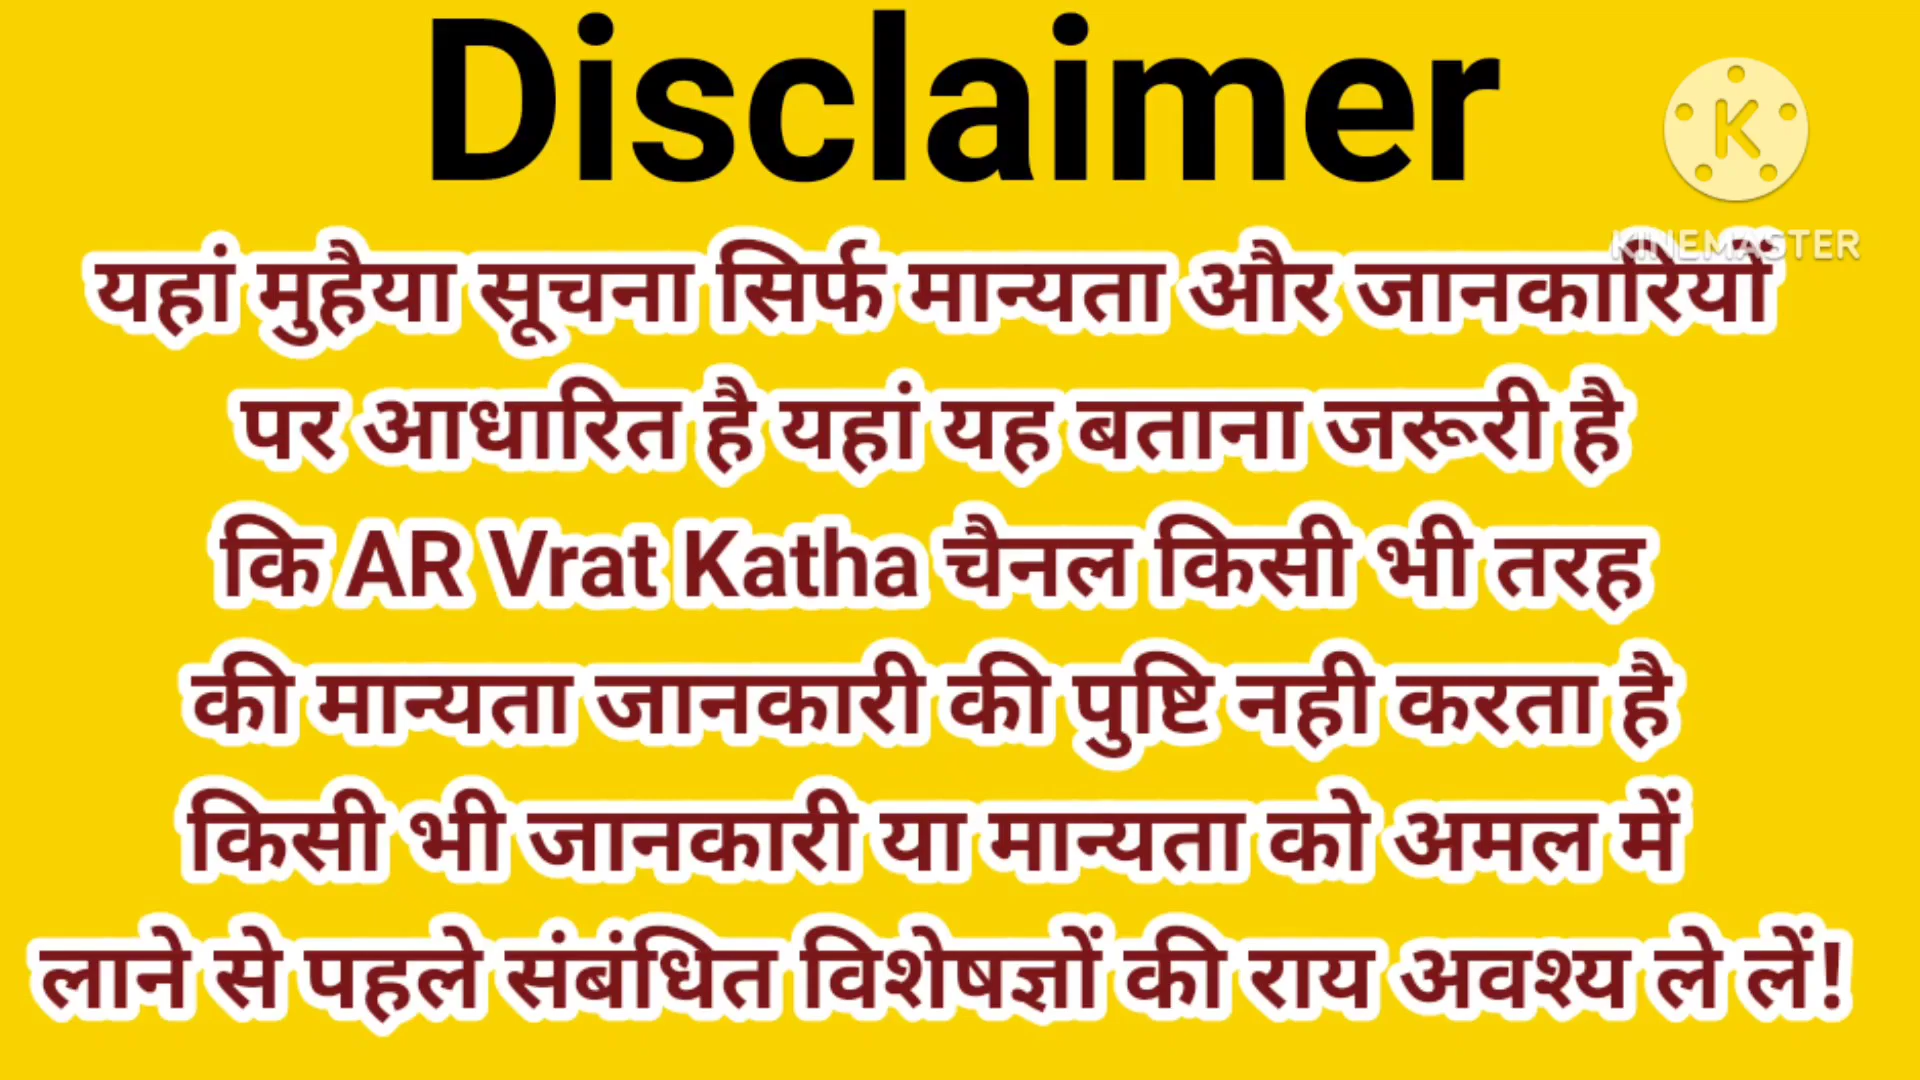 Disclaimer
K
KINEMASTER
यहां मुहैया सूचना सिर्फ मान्यता और जानकारियों
पर आधारित है यहां यह बताना जरूरी है
कि AR Vrat Katha चैनल किसी भी तरह
की मान्यता जानकारी की पुष्टि नही करता है
किसी भी जानकारी या मान्यता को अमल में
लाने से पहले संबंधित विशेषज्ञों की राय अवश्य ले लें!